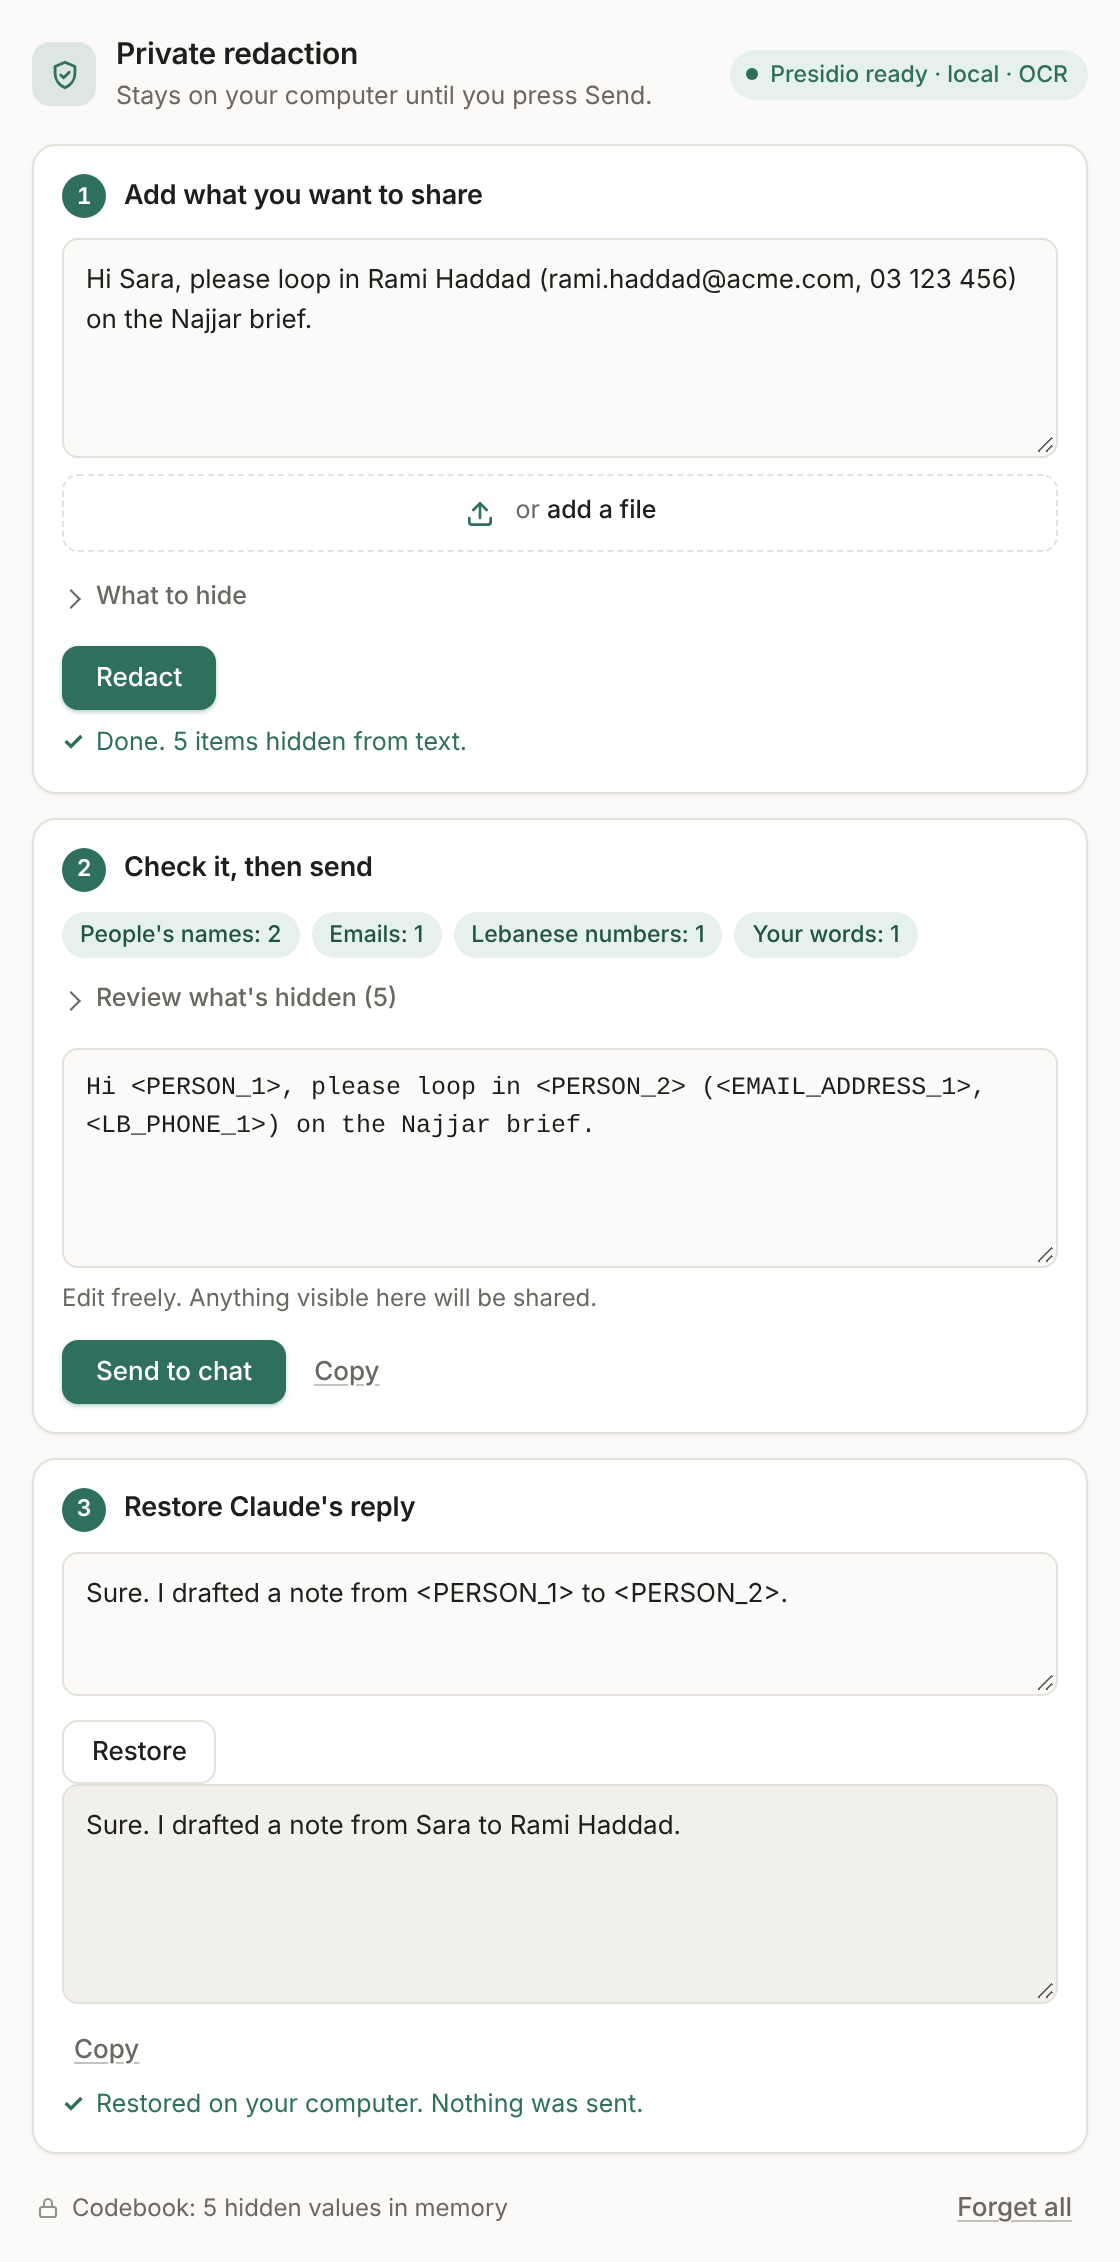 Private redaction
Stays on your computer until you press Send.
Presidio ready · local · OCR
1 Add what you want to share
Hi Sara, please loop in Rami Haddad (rami.haddad@acme.com, 03 123 456)
on the Najjar brief.
or add a file
What to hide
Redact
Done. 5 items hidden from text.
2 Check it, then send
People's names: 2 Emails: 1 Lebanese numbers: 1 Your words: 1
Review what's hidden (5)
Hi <PERSON_1>, please loop in <PERSON_2> (<EMAIL_ADDRESS_1>,
<LB_PHONE_1>) on the Najjar brief.
Edit freely. Anything visible here will be shared.
Send to chat Copy
3 Restore Claude's reply
Sure. I drafted a note from <PERSON_1> to <PERSON_2>.
Restore
Sure. I drafted a note from Sara to Rami Haddad.
Copy
Restored on your computer. Nothing was sent.
Codebook: 5 hidden values in memory Forget all